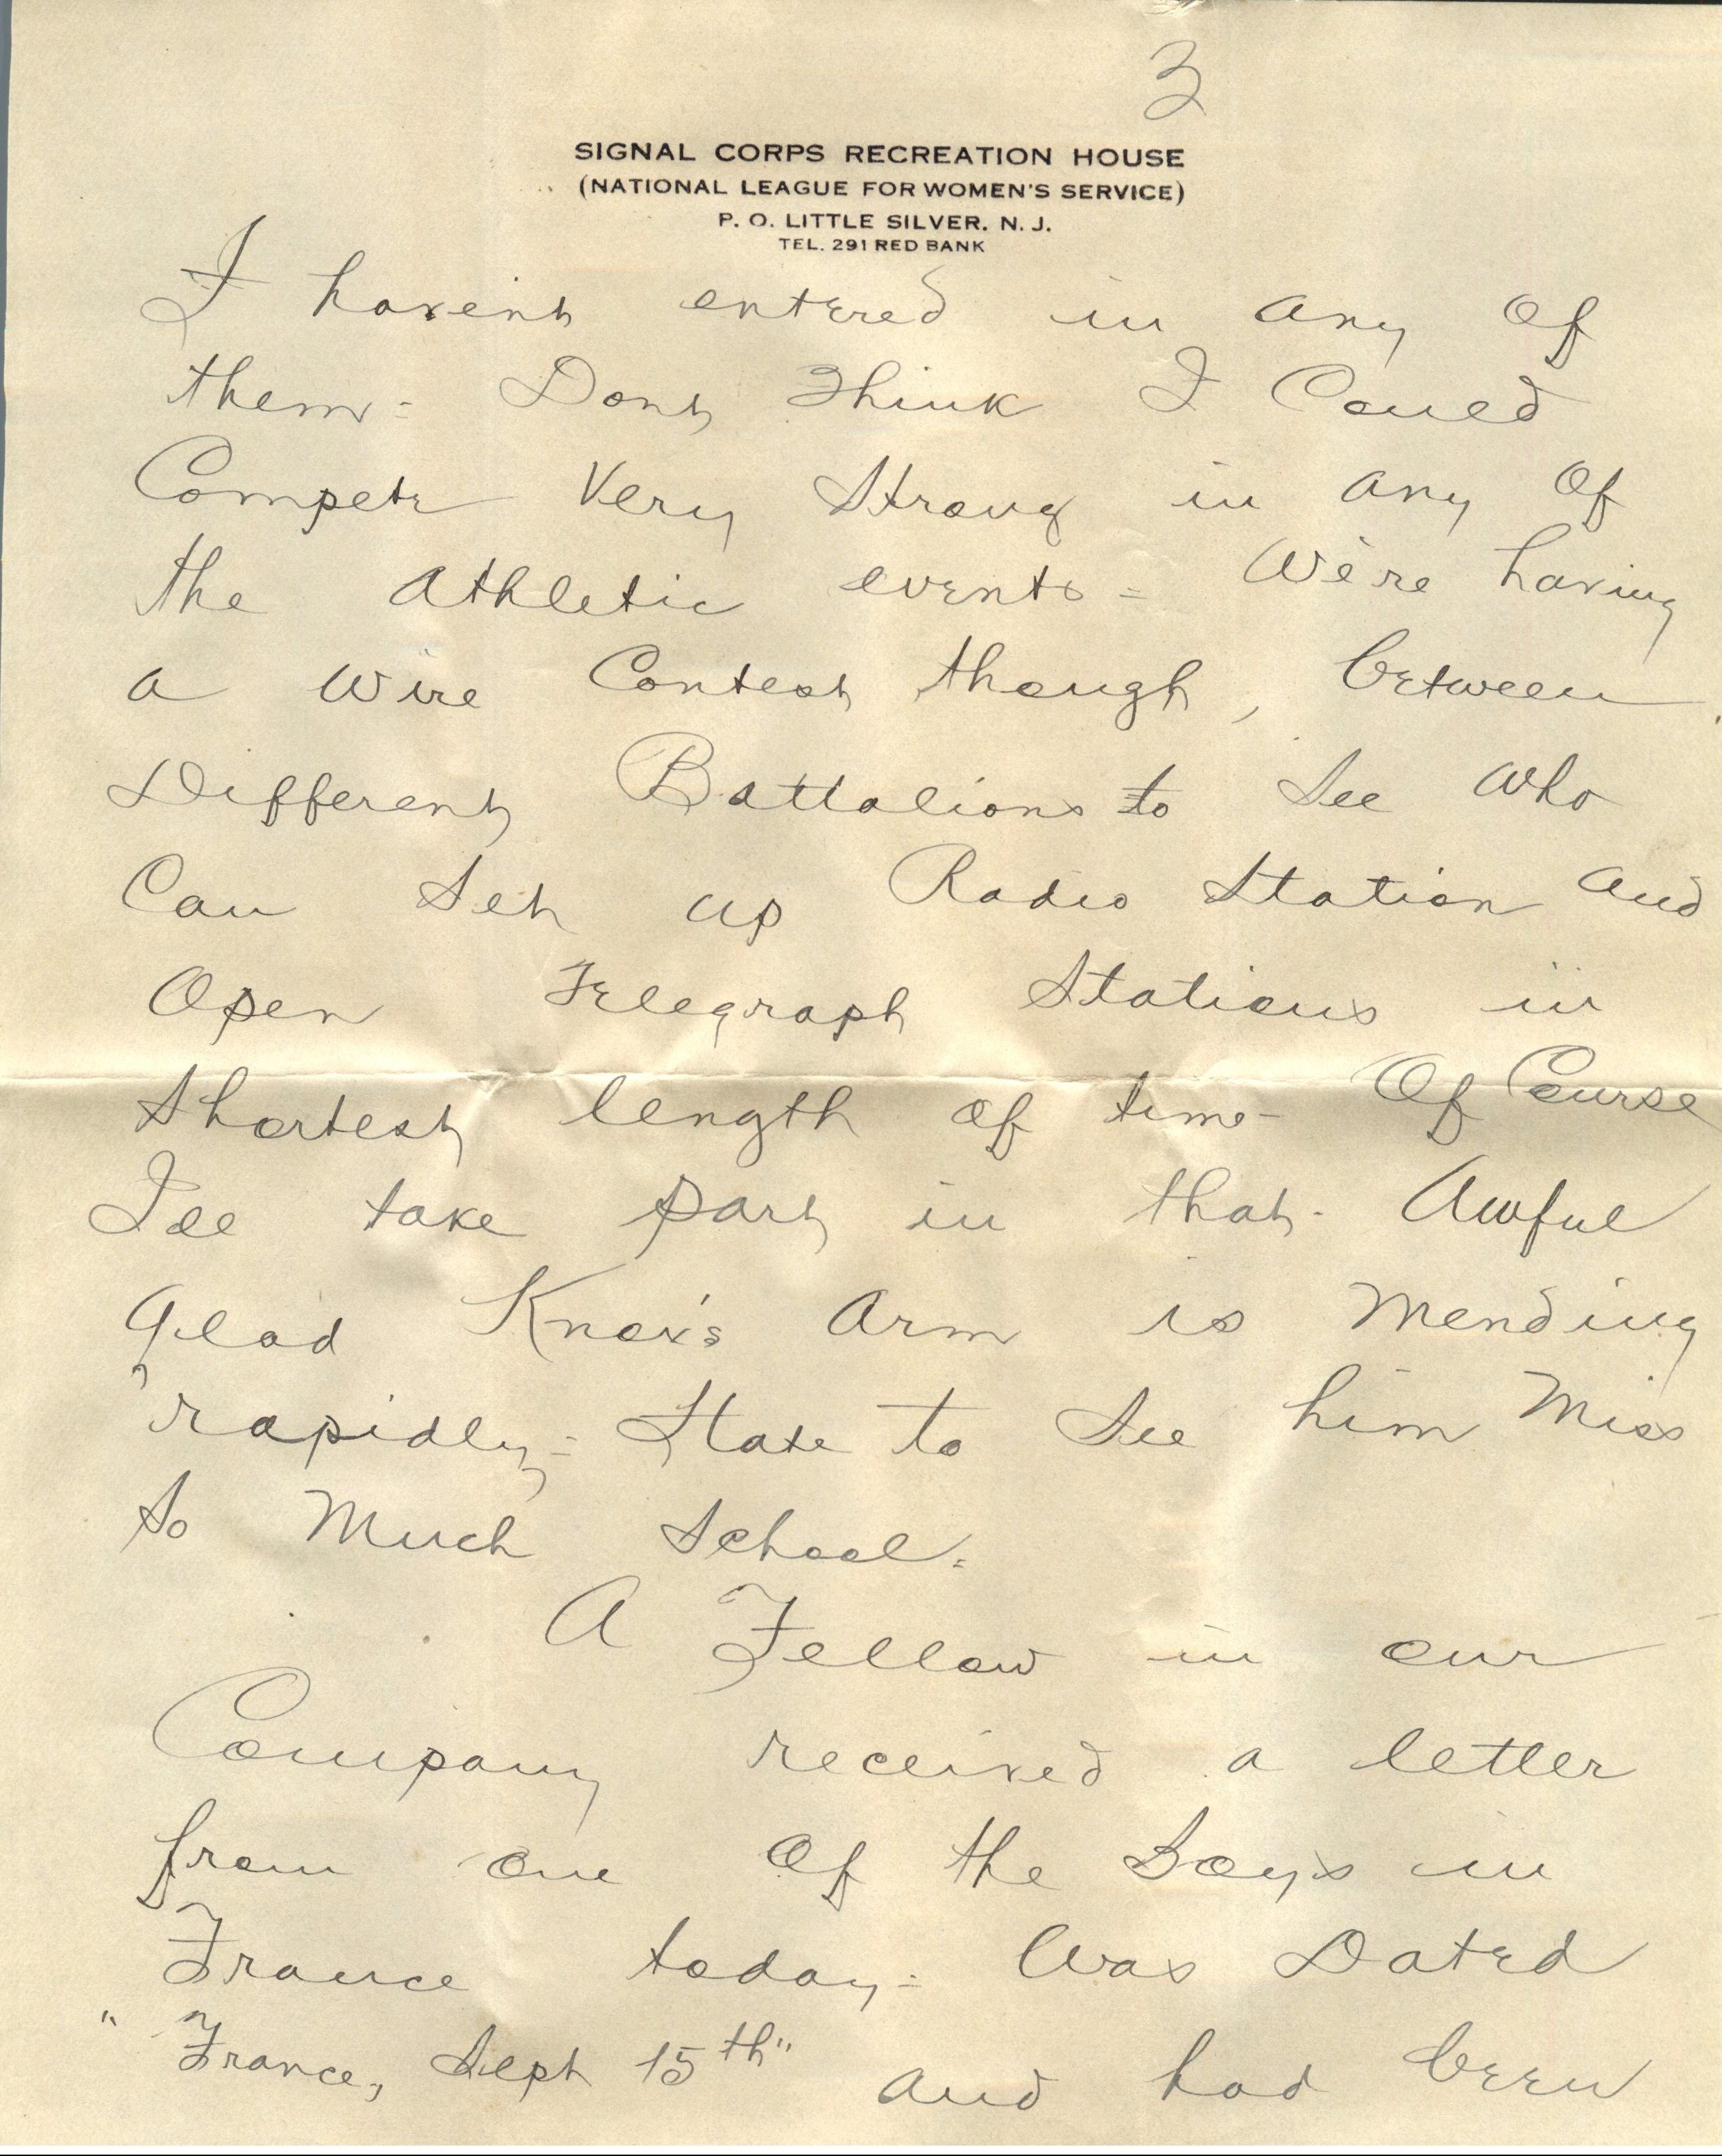 3
SIGNAL CORPS RECREATION HOUSE
(NATIONAL LEAGUE FOR WOMEN'S SERVICE)
P. O. LITTLE SILVER. N. J.
TEL. 291 RED BANK
I havent entered in any of
them - Dont Think I Could
Compete Very Strong in any Of
the Athletic events - We're having
a Wire Contest though, between
Different Battalions to See Who
Can Set up Radio Station and
Open Telegraph Stations in
Shortest length of time - Of Course
Ill take part in that - Awful
Glad Knox's Arm is Mending
rapidly - Hate to See him Miss
So Much School.
A Fellow in our
Company received a letter
from one Of the Boys in
France today - Was Dated
"France, Sept 15th" and had been